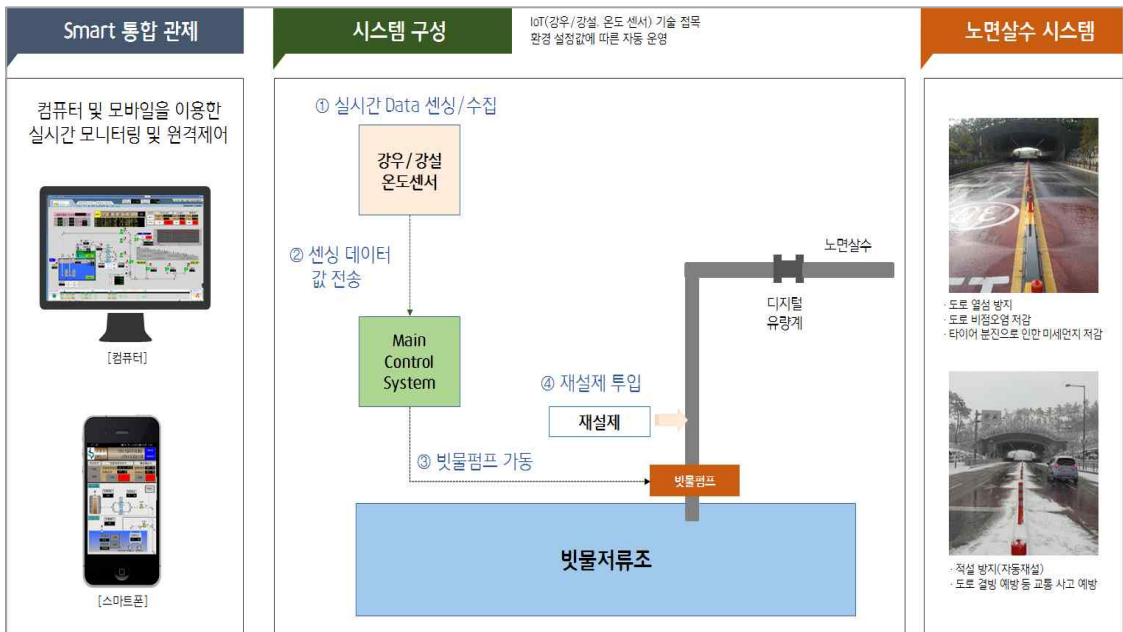 Smart 통합 관제
시스템 구성
IoT(강우/강설, 온도 센서) 기술 접목
환경 설정값에 따른 자동 운영
노면살수 시스템
컴퓨터 및 모바일을 이용한
실시간 모니터링 및 원격제어
[컴퓨터]
[스마트폰]
① 실시간 Data 센싱/수집
강우/강설
온도센서
② 센싱 데이터
값 전송
Main
Control
System
③ 빗물펌프 가동
④ 재설제 투입
재설제
빗물펌프
노면살수
디지털
유량계
빗물저류조
· 도로 열섬 방지
· 도로 비점오염 저감
· 타이어 분진으로 인한 미세먼지 저감
· 적설 방지(자동재설)
· 도로 결빙 예방 등 교통 사고 예방